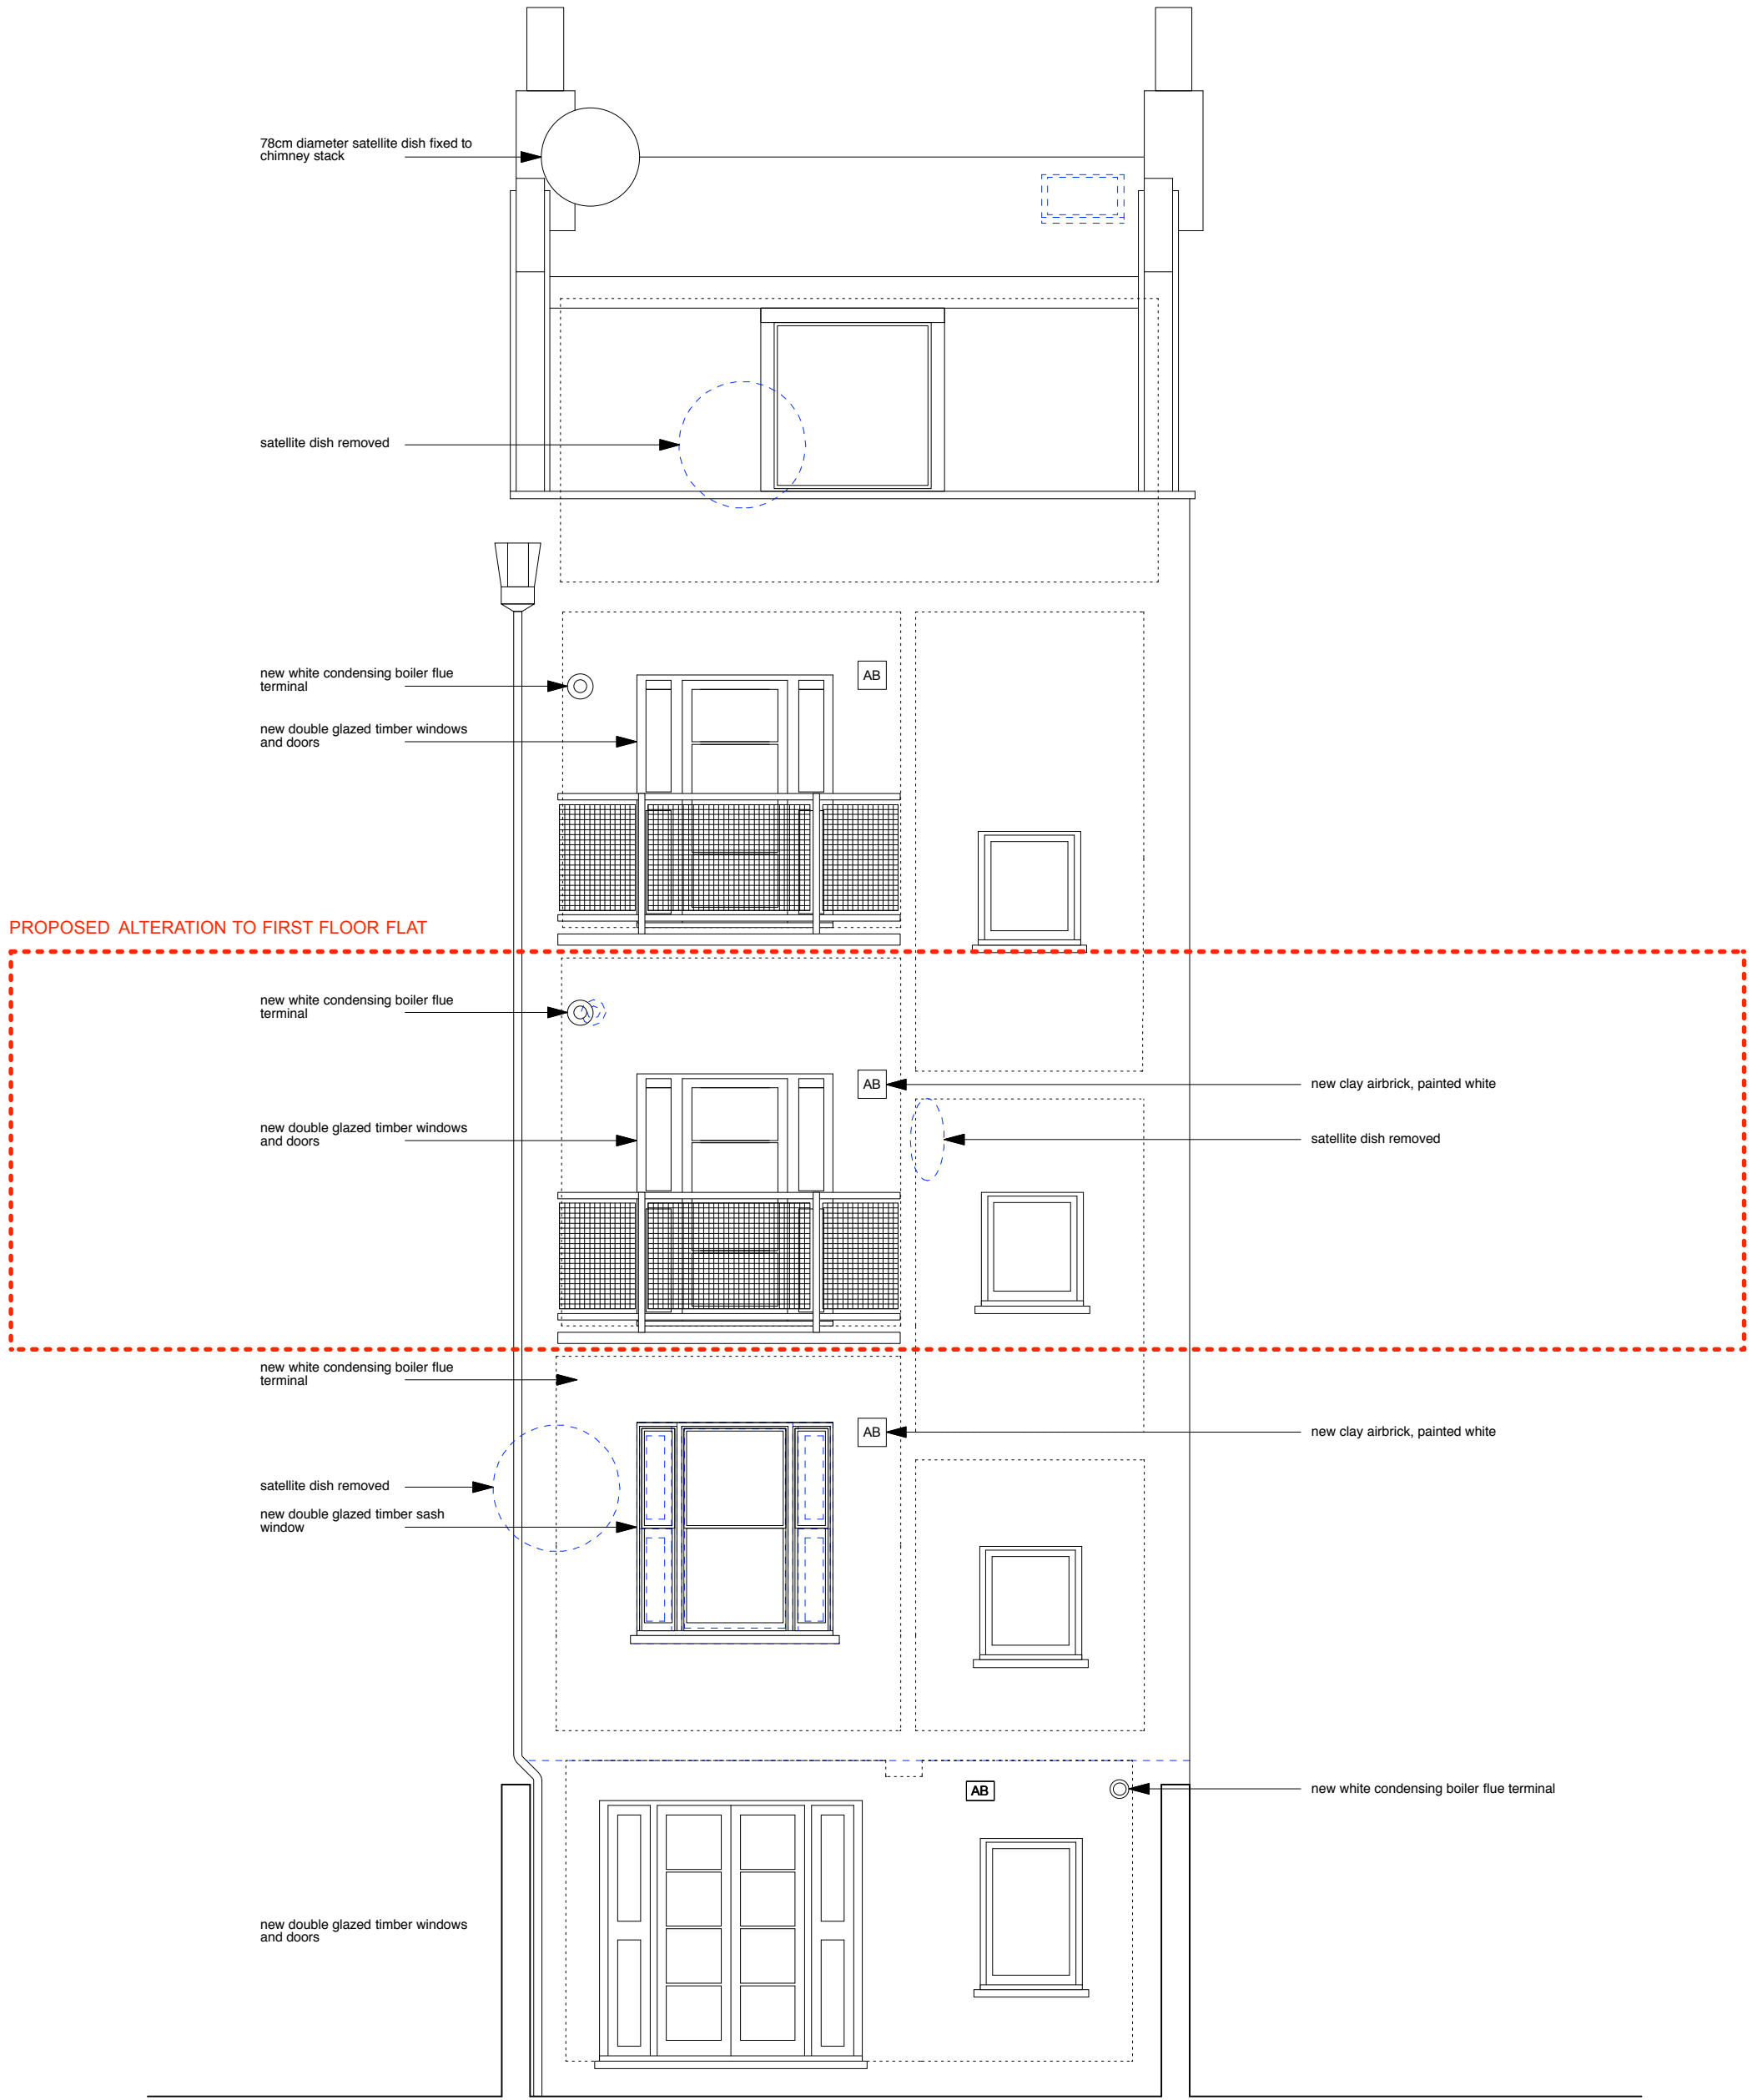 78cm diameter satellite dish fixed to
chimney stack
satellite dish removed
new white condensing boiler flue
terminal
AB
new double glazed timber windows
and doors
PROPOSED ALTERATION TO FIRST FLOOR FLAT
new white condensing boiler flue
terminal
AB
new clay airbrick, painted white
new double glazed timber windows
and doors
satellite dish removed
new white condensing boiler flue
terminal
AB
new clay airbrick, painted white
satellite dish removed
new double glazed timber sash
window
AB
new white condensing boiler flue terminal
new double glazed timber windows
and doors